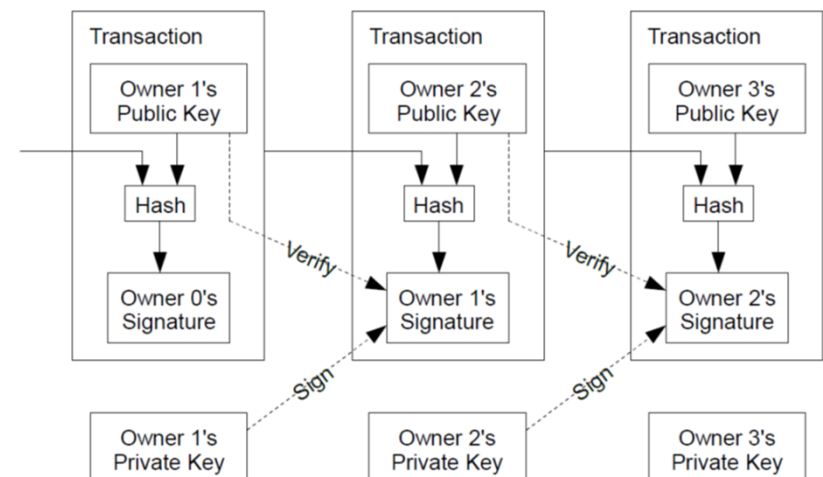 Transaction
Owner 1's
Public Key
Hash
Owner 0's
Signature
Transaction
Owner 2's
Public Key
Hash
Verify
Owner 1's
Signature
Transaction
Owner 3's
Public Key
Hash
Verify
Owner 2's
Signature
Sign
Sign
Owner 1's
Private Key
Owner 2's
Private Key
Owner 3's
Private Key